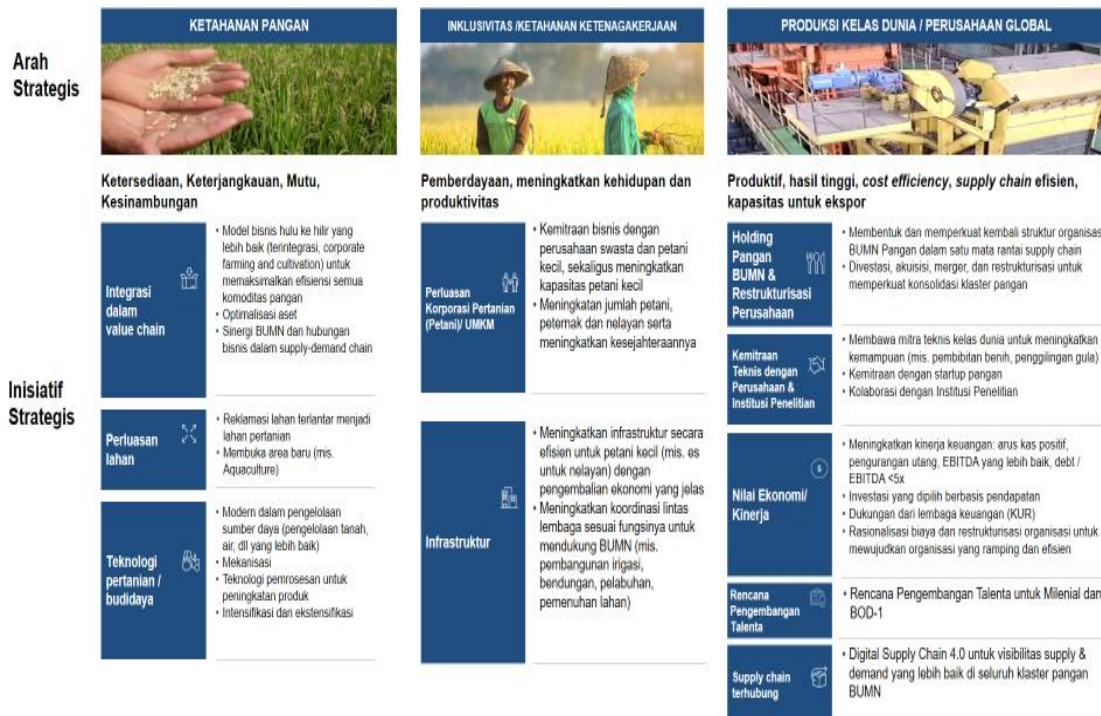 Arah
Strategis
KETAHANAN PANGAN
Ketersediaan, Keterjangkauan, Mutu,
Kesinambungan
INKLUSIVITAS /KETAHANAN KETENAGAKERJAAN
Pemberdayaan, meningkatkan kehidupan dan
produktivitas
PRODUKSI KELAS DUNIA / PERUSAHAAN GLOBAL
Produktif, hasil tinggi, cost efficiency, supply chain efisien,
kapasitas untuk ekspor
Inisiatif
Strategis
Integrasi
dalam
value chain
• Model bisnis hulu ke hilir yang
lebih baik (terintegrasi, corporate
farming and cultivation) untuk
memaksimalkan efisiensi semua
komoditas pangan
• Optimalisasi aset
• Sinergi BUMN dan hubungan
bisnis dalam supply-demand chain
Perluasan
lahan
• Reklamasi lahan terlantar menjadi
lahan pertanian
• Membuka area baru (mis.
Aquaculture)
Teknologi
pertanian /
budidaya
• Modern dalam pengelolaan
sumber daya (pengelolaan tanah,
air, dll yang lebih baik)
• Mekanisasi
• Teknologi pemrosesan untuk
peningkatan produk
• Intensifikasi dan ekstensifikasi
Perluasan
Korporasi Pertanian
(Petani)/ UMKM
• Kemitraan bisnis dengan
perusahaan swasta dan petani
kecil, sekaligus meningkatkan
kapasitas petani kecil
• Meningkatan jumlah petani,
peternak dan nelayan serta
meningkatkan kesejahteraannya
Infrastruktur
• Meningkatkan infrastruktur secara
efisien untuk petani kecil (mis. es
untuk nelayan) dengan
pengembalian ekonomi yang jelas
• Meningkatkan koordinasi lintas
lembaga sesuai fungsinya untuk
mendukung BUMN (mis.
pembangunan irigasi,
bendungan, pelabuhan,
pemenuhan lahan)
Holding
Pangan
BUMN &
Restrukturisasi
Perusahaan
• Membentuk dan memperkuat kembali struktur organisas
BUMN Pangan dalam satu mata rantai supply chain
• Divestasi, akuisisi, merger, dan restrukturisasi untuk
memperkuat konsolidasi klaster pangan
Kemitraan
Teknis dengan
Perusahaan &
Institusi Penelitian
• Membawa mitra teknis kelas dunia untuk meningkatkan
kemampuan (mis. pembibitan benih, penggilingan gula)
• Kemitraan dengan startup pangan
• Kolaborasi dengan Institusi Penelitian
Nilai Ekonomi/
Kinerja
$
• Meningkatkan kinerja keuangan: arus kas positif,
pengurangan utang, EBITDA yang lebih baik, debt /
EBITDA <5x
• Investasi yang dipilih berbasis pendapatan
• Dukungan dari lembaga keuangan (KUR)
• Rasionalisasi biaya dan restrukturisasi organisasi untuk
mewujudkan organisasi yang ramping dan efisien
Rencana
Pengembangan
Talenta
• Rencana Pengembangan Talenta untuk Milenial dan
BOD-1
Supply chain
terhubung
• Digital Supply Chain 4.0 untuk visibilitas supply &
demand yang lebih baik di seluruh klaster pangan
BUMN